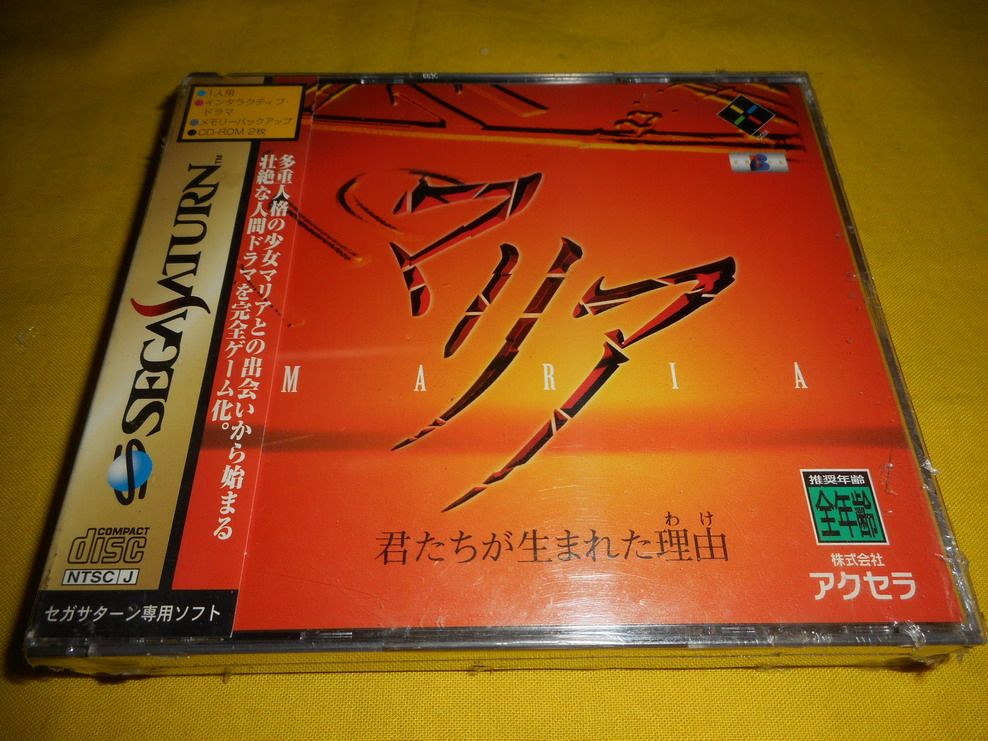 1人用
インタラクティブ・
ドラマ
メモリーバックアップ
CD-ROM 2枚
SEGA SATURN™
多重人格の少女マリアとの出会いから始まる
壮絶な人間ドラマを完全ゲーム化。
マリア
MARIA
君たちが生まれた理由
わけ
推奨年齢
全年齢
株式会社
アクセラ
COMPACT
disc
NTSC J
セガサターン専用ソフト